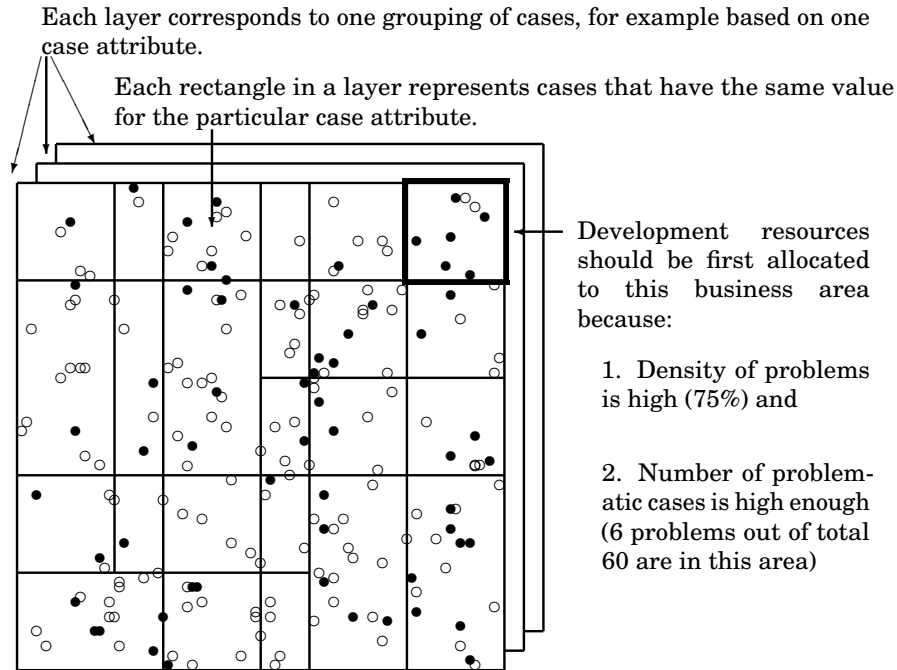 Each layer corresponds to one grouping of cases, for example based on one
case attribute.
Each rectangle in a layer represents cases that have the same value
for the particular case attribute.
Development resources
should be first allocated
to this business area
because:
1. Density of problems
is high (75%) and
2. Number of problem-
atic cases is high enough
(6 problems out of total
60 are in this area)